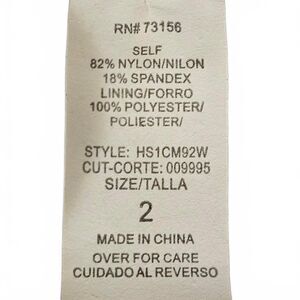 RN# 73156
SELF
82% NYLON/NILON
18% SPANDEX
LINING/FORRO
100% POLYESTER/
POLIESTER/
STYLE: HS1CM92W
CUT-CORTE: 009995
SIZE/TALLA
2
MADE IN CHINA
OVER FOR CARE
CUIDADO AL REVERSO